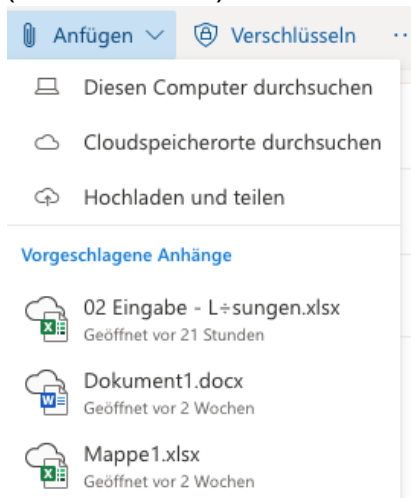 Anfügen
Verschlüsseln
Diesen Computer durchsuchen
Cloudspeicherorte durchsuchen
Hochladen und teilen
Vorgeschlagene Anhänge
02 Eingabe - L÷sungen.xlsx
Geöffnet vor 21 Stunden
Dokument1.docx
Geöffnet vor 2 Wochen
Mappe1.xlsx
Geöffnet vor 2 Wochen